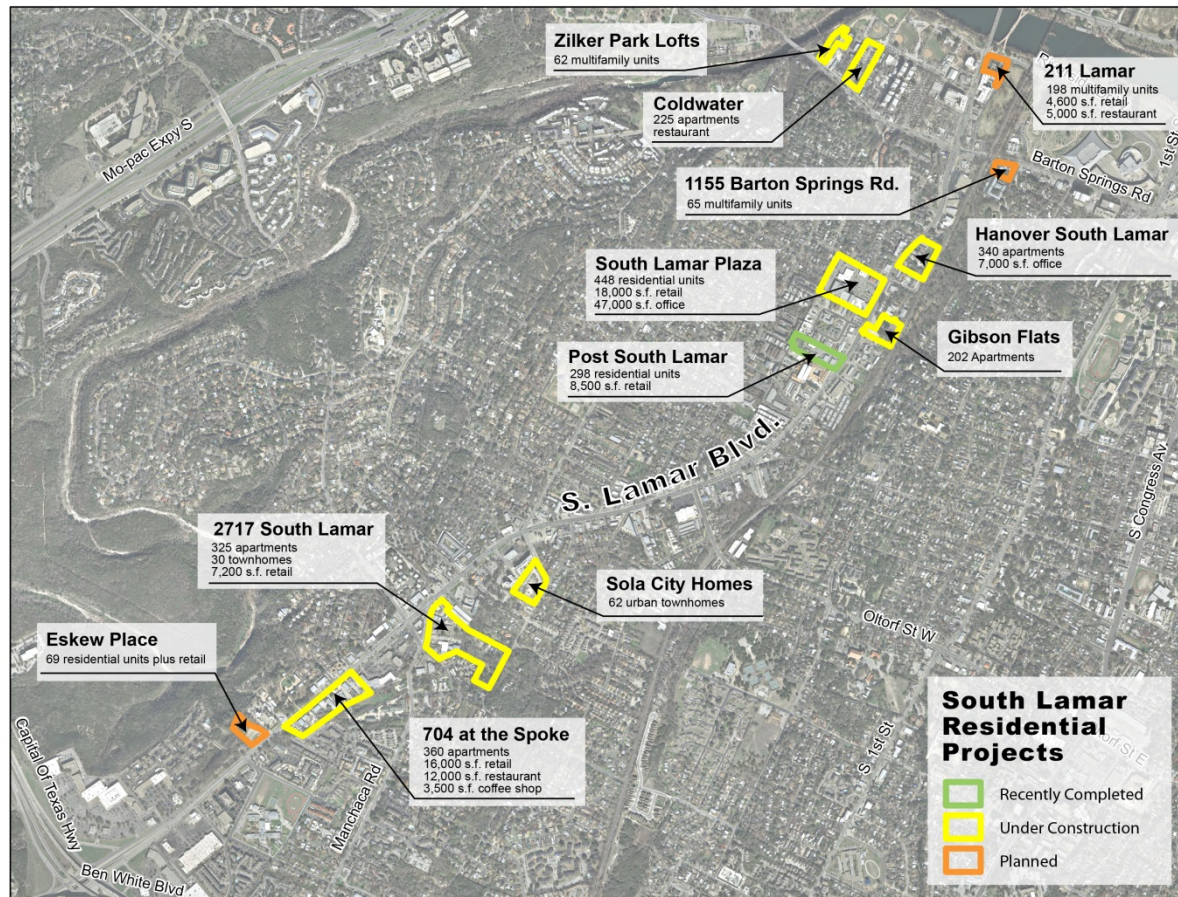 Zilker Park Lofts
62 multifamily units
Coldwater
225 apartments
restaurant
211 Lamar
198 multifamily units
4,600 s.f. retail
5,000 s.f. restaurant
Mo-pac Expy S
1st St
Barton Springs Rd
1155 Barton Springs Rd.
65 multifamily units
Hanover South Lamar
340 apartments
7,000 s.f. office
South Lamar Plaza
448 residential units
18,000 s.f. retail
47,000 s.f. office
Gibson Flats
202 Apartments
Post South Lamar
298 residential units
8,500 s.f. retail
S. Lamar Blvd.
S Congress Av.
2717 South Lamar
325 apartments
30 townhomes
7,200 s.f. retail
Sola City Homes
62 urban townhomes
Oltorf St W
Eskew Place
69 residential units plus retail
704 at the Spoke
360 apartments
16,000 s.f. retail
12,000 s.f. restaurant
3,500 s.f. coffee shop
Capital Of Texas Hwy
Manchaca Rd
Ben White Blvd
S. 1st St
Oltorf St E
South Lamar
Residential
Projects
Recently Completed
Under Construction
Planned